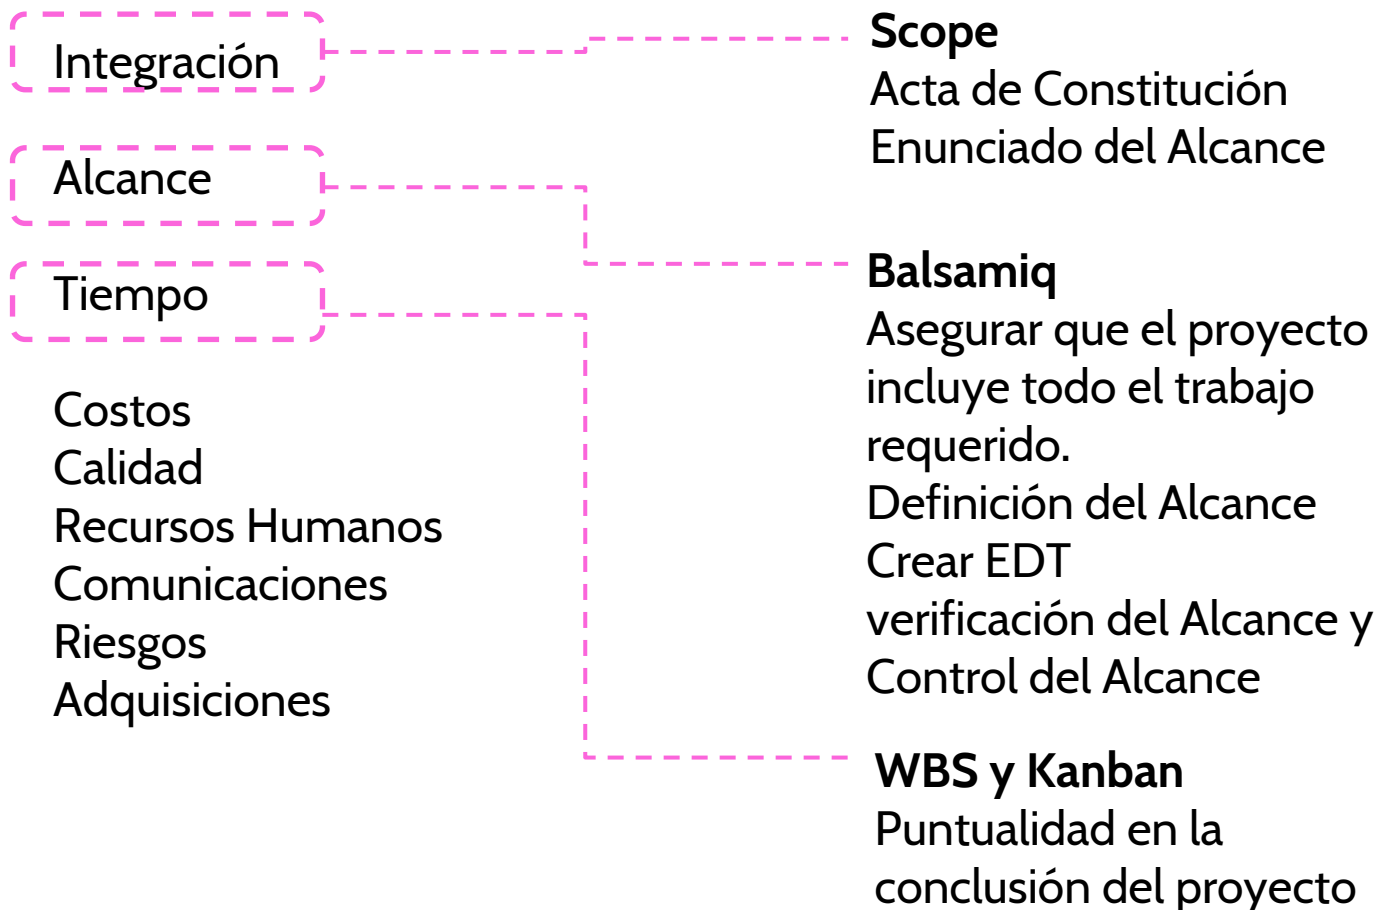 Integración
Alcance
Tiempo
Costos
Calidad
Recursos Humanos
Comunicaciones
Riesgos
Adquisiciones
Scope
Acta de Constitución
Enunciado del Alcance
Balsamiq
Asegurar que el proyecto
incluye todo el trabajo
requerido.
Definición del Alcance
Crear EDT
verificación del Alcance y
Control del Alcance
WBS y Kanban
Puntualidad en la
conclusión del proyecto